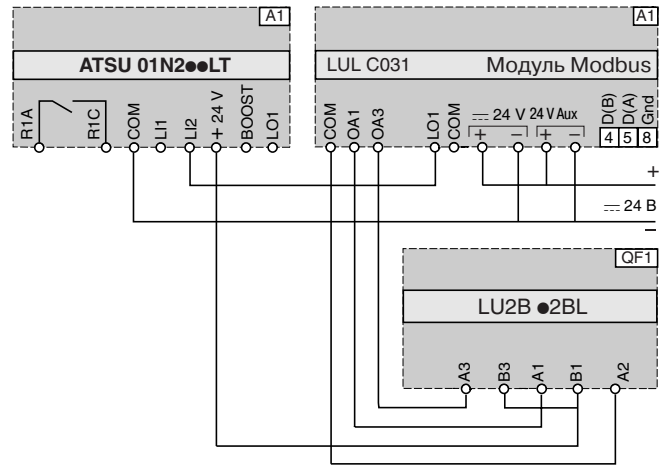 A1
ATSU 01N2●●LT
R1A
R1C
COM
LI1
LI2
+ 24 V
BOOST
LO1
A1
LUL C031 Модуль Modbus
COM
OA1
OA3
LO1
COM
⎓ 24 V
+ −
24 V Aux
+ −
D(B)
D(A)
Gnd
4 5 8
+
⎓ 24 В
−
QF1
LU2B ●2BL
A3
B3
A1
B1
A2